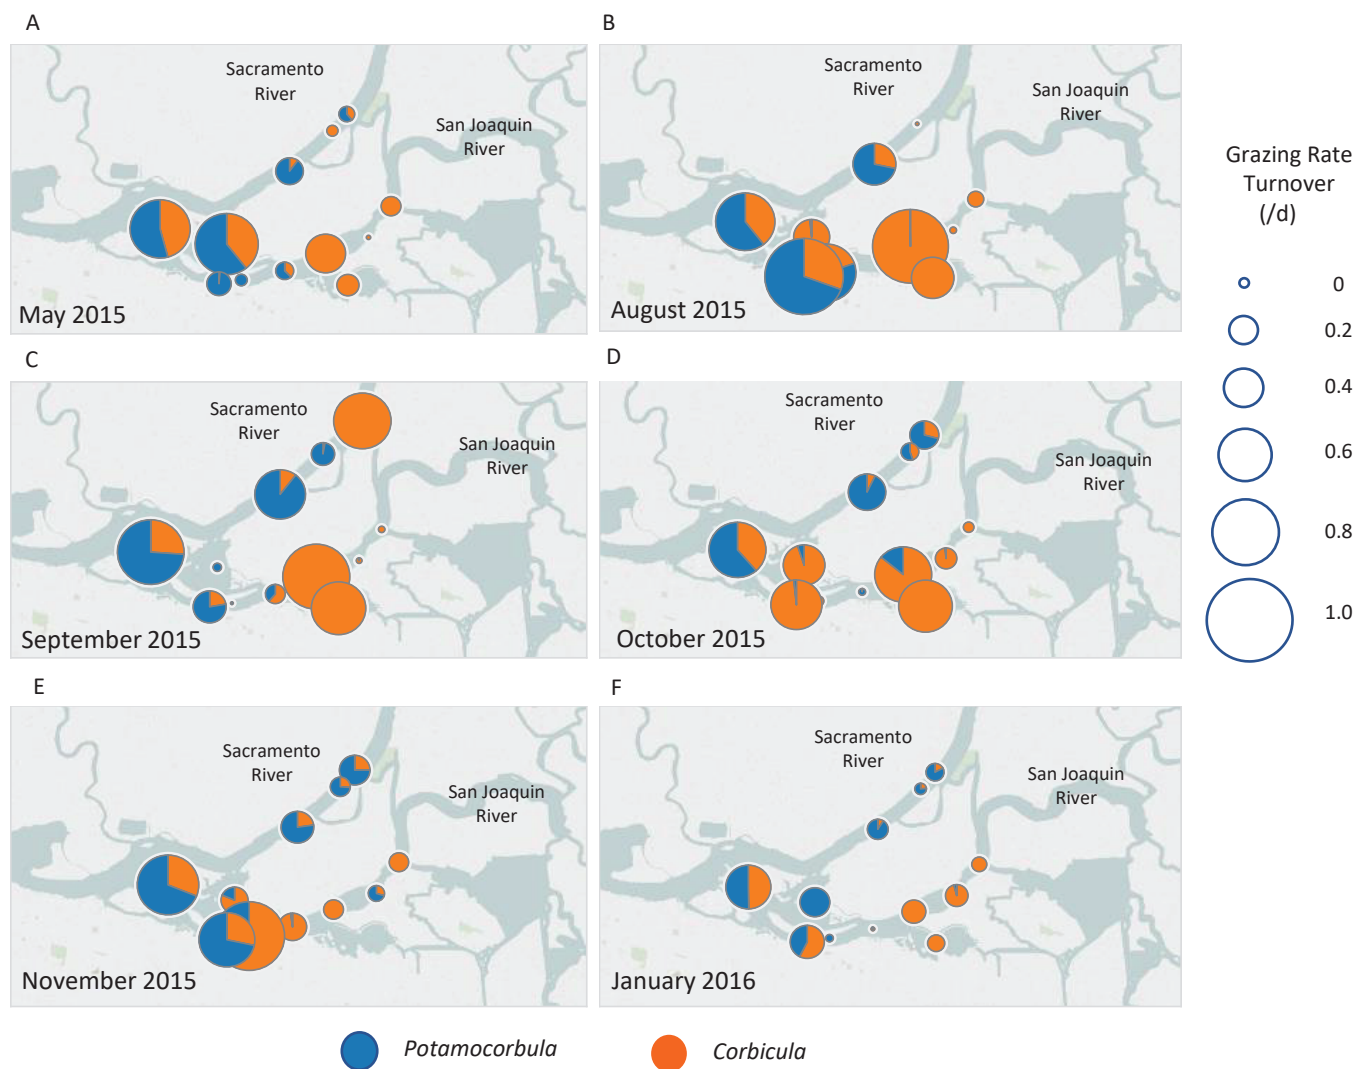 A
Sacramento
River
San Joaquin
River
May 2015
B
Sacramento
River
San Joaquin
River
August 2015
Grazing Rate
Turnover
(/d)
0
0.2
0.4
0.6
0.8
1.0
C
Sacramento
River
San Joaquin
River
September 2015
D
Sacramento
River
San Joaquin
River
October 2015
E
Sacramento
River
San Joaquin
River
November 2015
F
Sacramento
River
San Joaquin
River
January 2016
Potamocorbula
Corbicula